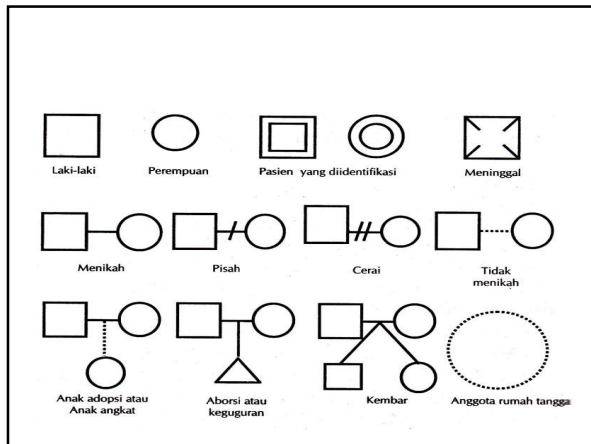 Laki-laki
Perempuan
Pasien yang diidentifikasi
Meninggal
Menikah
Pisah
Cerai
Tidak
menikah
Anak adopsi atau
Anak angkat
Aborsi atau
keguguran
Kembar
Anggota rumah tangga